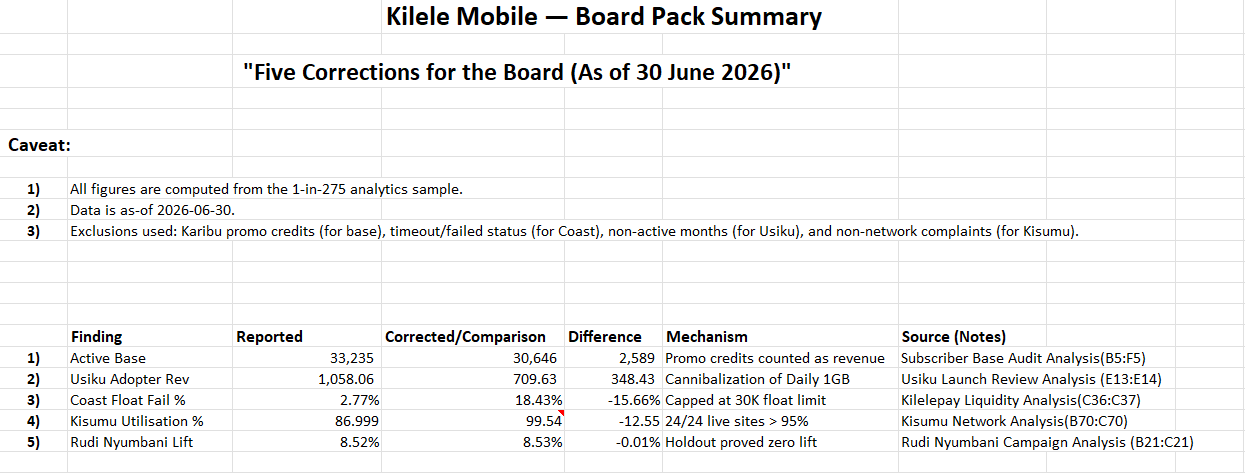 Kilele Mobile — Board Pack Summary
"Five Corrections for the Board (As of 30 June 2026)"
Caveat:
1) All figures are computed from the 1-in-275 analytics sample.
2) Data is as-of 2026-06-30.
3) Exclusions used: Karibu promo credits (for base), timeout/failed status (for Coast), non-active months (for Usiku), and non-network complaints (for Kisumu).
Finding Reported Corrected/Comparison Difference Mechanism Source (Notes)
1) Active Base 33,235 30,646 2,589 Promo credits counted as revenue Subscriber Base Audit Analysis(B5:F5)
2) Usiku Adopter Rev 1,058.06 709.63 348.43 Cannibalization of Daily 1GB Usiku Launch Review Analysis (E13:E14)
3) Coast Float Fail % 2.77% 18.43% -15.66% Capped at 30K float limit Kilelepay Liquidity Analysis(C36:C37)
4) Kisumu Utilisation % 86.999 99.54 -12.55 24/24 live sites > 95% Kisumu Network Analysis(B70:C70)
5) Rudi Nyumbani Lift 8.52% 8.53% -0.01% Holdout proved zero lift Rudi Nyumbani Campaign Analysis (B21:C21)